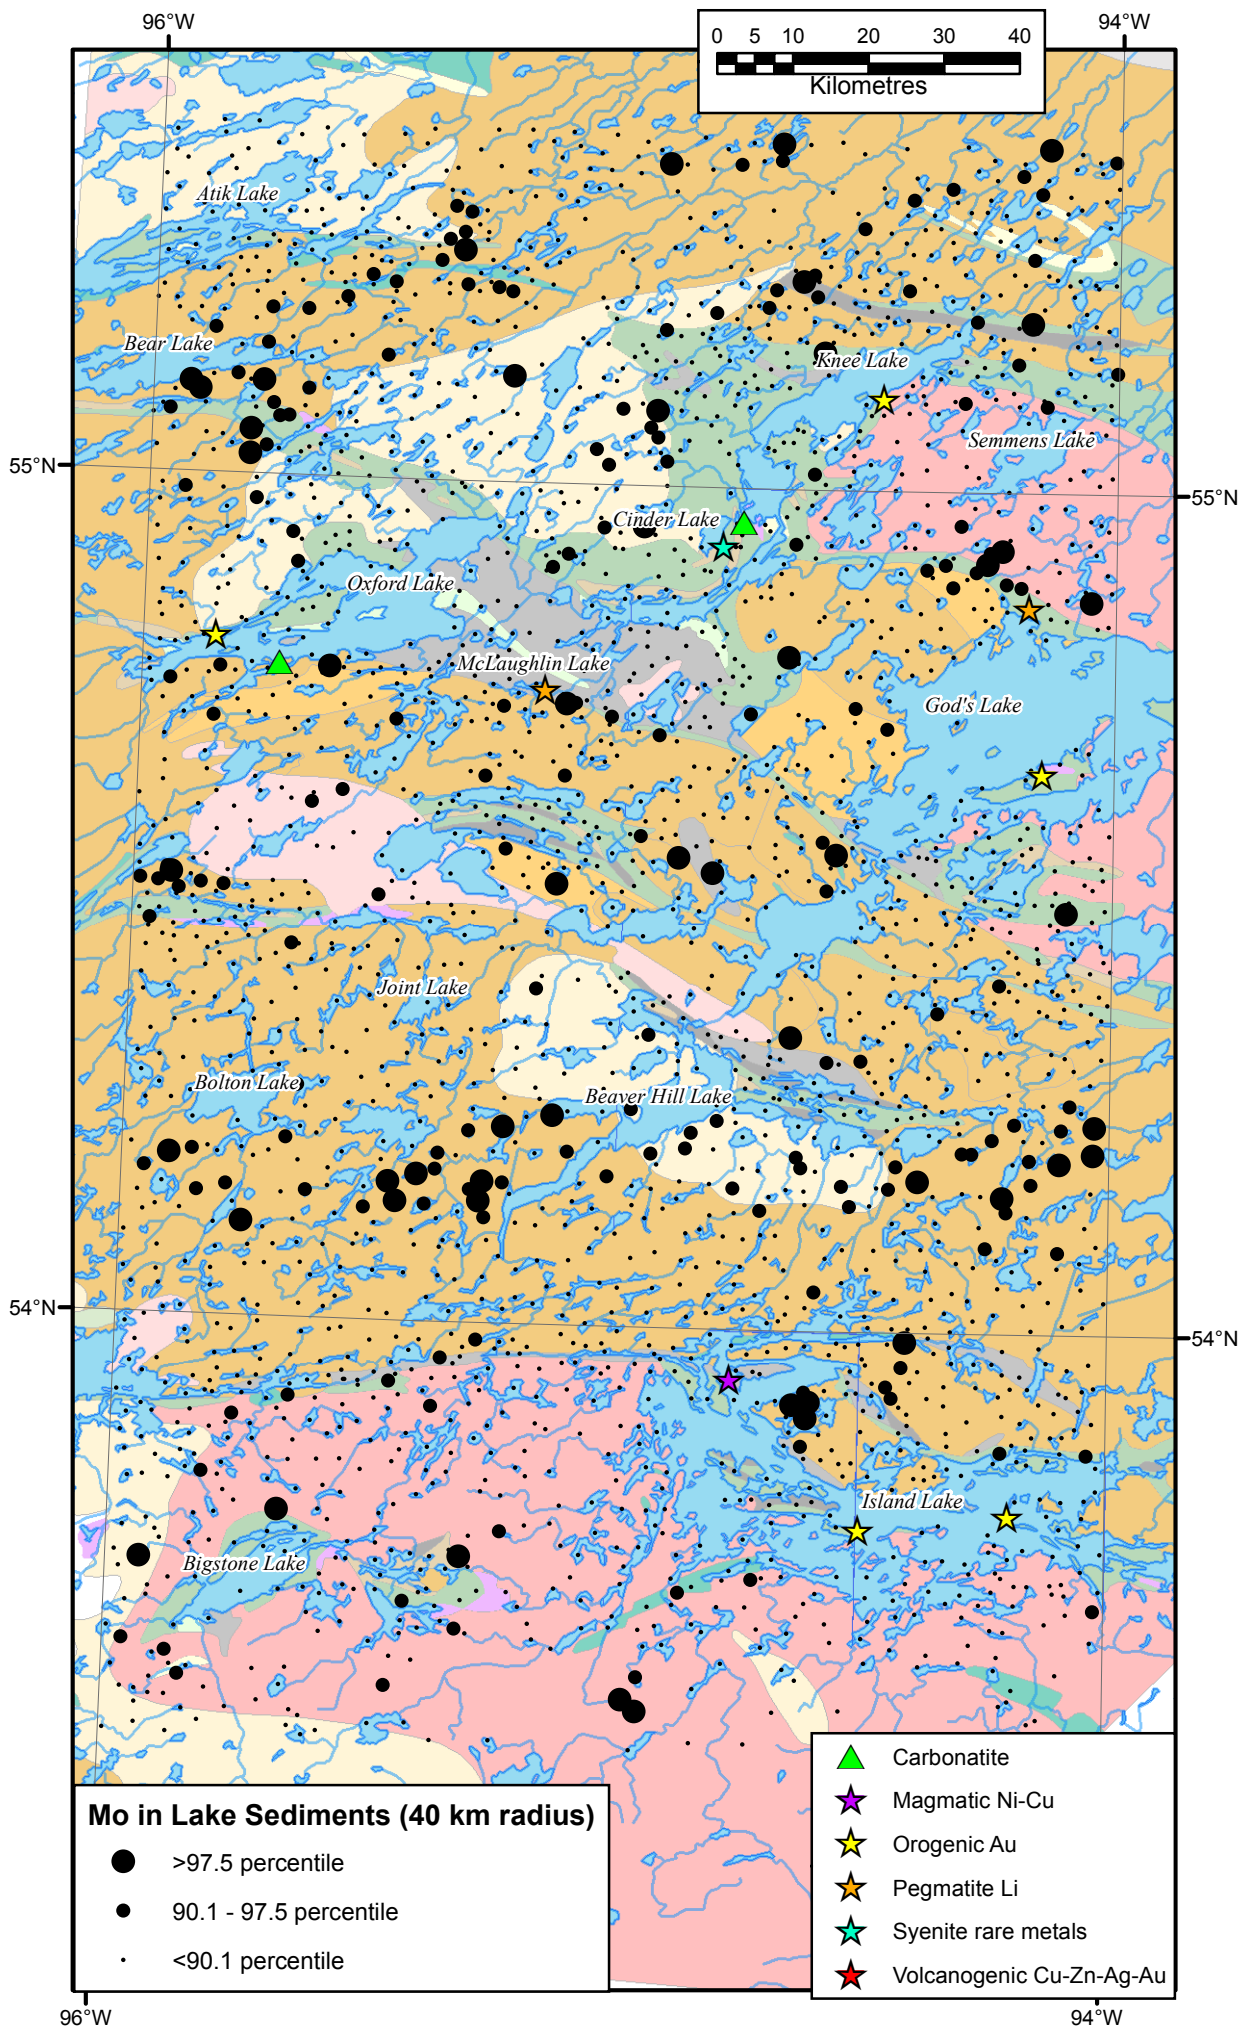 96°W
94°W
0 5 10 20 30 40
Kilometres
Atik Lake
Bear Lake
Knee Lake
Semmens Lake
55°N
55°N
Cinder Lake
Oxford Lake
McLaughlin Lake
God's Lake
Joint Lake
Bolton Lake
Beaver Hill Lake
54°N
54°N
Island Lake
Bigstone Lake
Mo in Lake Sediments (40 km radius)
>97.5 percentile
90.1 - 97.5 percentile
<90.1 percentile
Carbonatite
Magmatic Ni-Cu
Orogenic Au
Pegmatite Li
Syenite rare metals
Volcanogenic Cu-Zn-Ag-Au
96°W
94°W